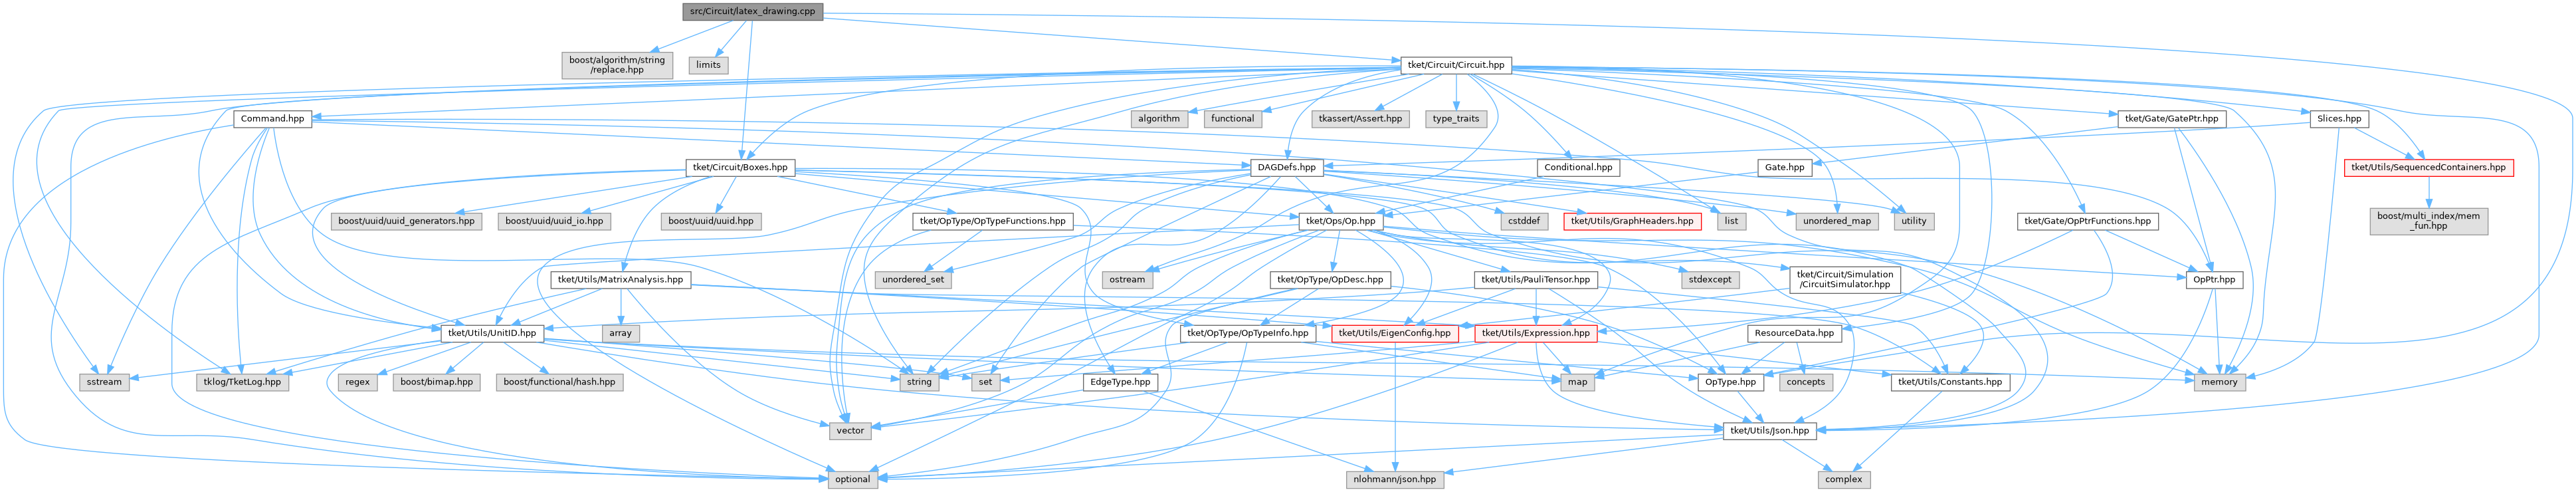 src/Circuit/latex_drawing.cpp
boost/algorithm/string
/replace.hpp
limits
tket/Circuit/Circuit.hpp
Command.hpp
algorithm
functional
tkassert/Assert.hpp
type_traits
tket/Gate/GatePtr.hpp
Slices.hpp
tket/Circuit/Boxes.hpp
DAGDefs.hpp
Conditional.hpp
Gate.hpp
tket/Utils/SequencedContainers.hpp
boost/uuid/uuid_generators.hpp
boost/uuid/uuid_io.hpp
boost/uuid/uuid.hpp
tket/OpType/OpTypeFunctions.hpp
tket/Ops/Op.hpp
cstddef
tket/Utils/GraphHeaders.hpp
list
unordered_map
utility
tket/Gate/OpPtrFunctions.hpp
boost/multi_index/mem
_fun.hpp
tket/Utils/MatrixAnalysis.hpp
unordered_set
ostream
tket/OpType/OpDesc.hpp
tket/Utils/PauliTensor.hpp
stdexcept
tket/Circuit/Simulation
/CircuitSimulator.hpp
OpPtr.hpp
tket/Utils/UnitID.hpp
array
tket/OpType/OpTypeInfo.hpp
tket/Utils/EigenConfig.hpp
tket/Utils/Expression.hpp
ResourceData.hpp
sstream
tklog/TketLog.hpp
regex
boost/bimap.hpp
boost/functional/hash.hpp
string
set
EdgeType.hpp
map
OpType.hpp
concepts
tket/Utils/Constants.hpp
memory
vector
tket/Utils/Json.hpp
optional
nlohmann/json.hpp
complex